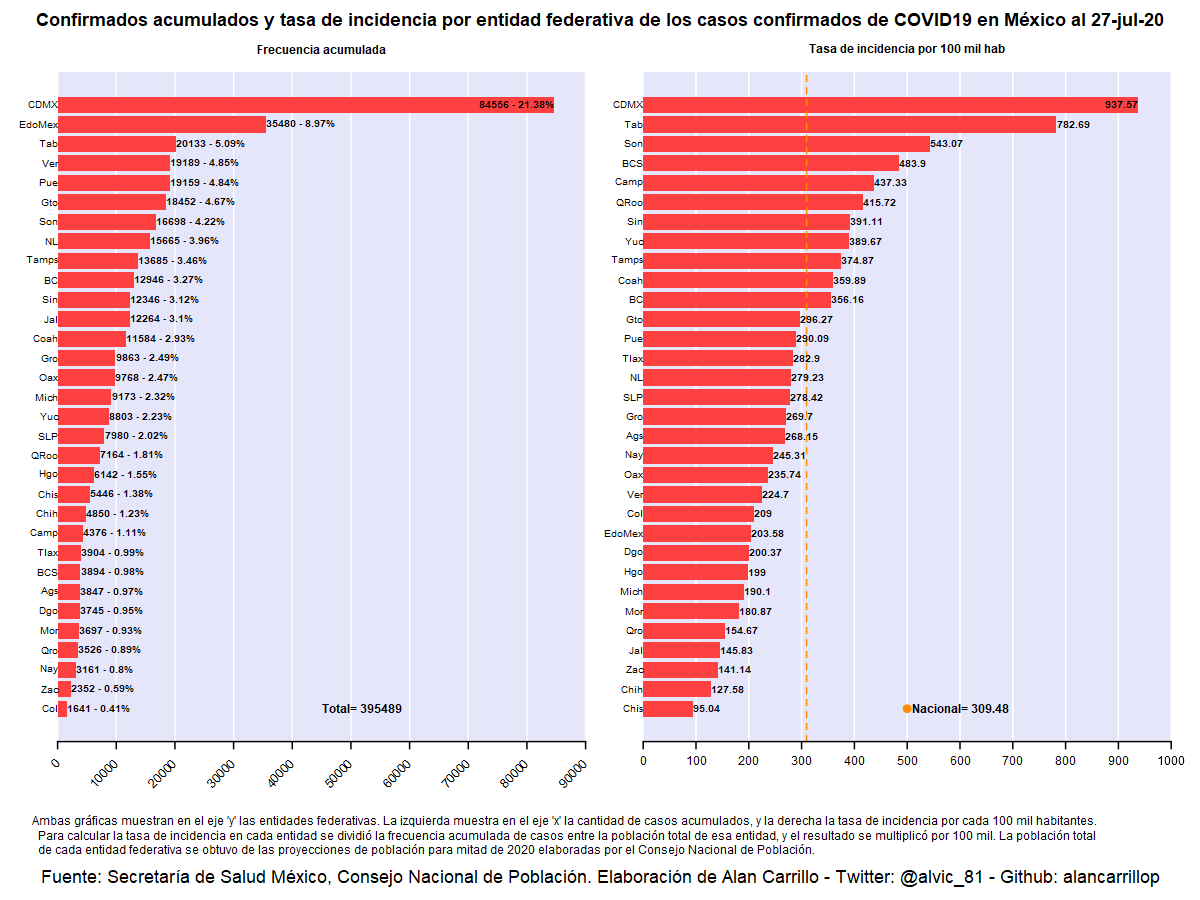 Confirmados acumulados y tasa de incidencia por entidad federativa de los casos confirmados de COVID19 en México al 27-jul-20
Frecuencia acumulada
CDMX 84556 - 21.38%
EdoMex 35480 - 8.97%
Tab 20133 - 5.09%
Ver 19189 - 4.85%
Pue 19159 - 4.84%
Gto 18452 - 4.67%
Son 16698 - 4.22%
NL 15665 - 3.96%
Tamps 13685 - 3.46%
BC 12946 - 3.27%
Sin 12346 - 3.12%
Jal 12264 - 3.1%
Coah 11584 - 2.93%
Gro 9863 - 2.49%
Oax 9768 - 2.47%
Mich 9173 - 2.32%
Yuc 8803 - 2.23%
SLP 7980 - 2.02%
QRoo 7164 - 1.81%
Hgo 6142 - 1.55%
Chis 5446 - 1.38%
Chih 4850 - 1.23%
Camp 4376 - 1.11%
Tlax 3904 - 0.99%
BCS 3894 - 0.98%
Ags 3847 - 0.97%
Dgo 3745 - 0.95%
Mor 3697 - 0.93%
Qro 3526 - 0.89%
Nay 3161 - 0.8%
Zac 2352 - 0.59%
Col 1641 - 0.41%
Total= 395489
0 10000 20000 30000 40000 50000 60000 70000 80000 90000
Tasa de incidencia por 100 mil hab
CDMX 937.57
Tab 782.69
Son 543.07
BCS 483.9
Camp 437.33
QRoo 415.72
Sin 391.11
Yuc 389.67
Tamps 374.87
Coah 359.89
BC 356.16
Gto 296.27
Pue 290.09
Tlax 282.9
NL 279.23
SLP 278.42
Gro 269.7
Ags 268.15
Nay 245.31
Oax 235.74
Ver 224.7
Col 209
EdoMex 203.58
Dgo 200.37
Hgo 199
Mich 190.1
Mor 180.87
Qro 154.67
Jal 145.83
Zac 141.14
Chih 127.58
Chis 95.04
Nacional= 309.48
0 100 200 300 400 500 600 700 800 900 1000
Ambas gráficas muestran en el eje 'y' las entidades federativas. La izquierda muestra en el eje 'x' la cantidad de casos acumulados, y la derecha la tasa de incidencia por cada 100 mil habitantes.
Para calcular la tasa de incidencia en cada entidad se dividió la frecuencia acumulada de casos entre la población total de esa entidad, y el resultado se multiplicó por 100 mil. La población total
de cada entidad federativa se obtuvo de las proyecciones de población para mitad de 2020 elaboradas por el Consejo Nacional de Población.
Fuente: Secretaría de Salud México, Consejo Nacional de Población. Elaboración de Alan Carrillo - Twitter: @alvic_81 - Github: alancarrillop